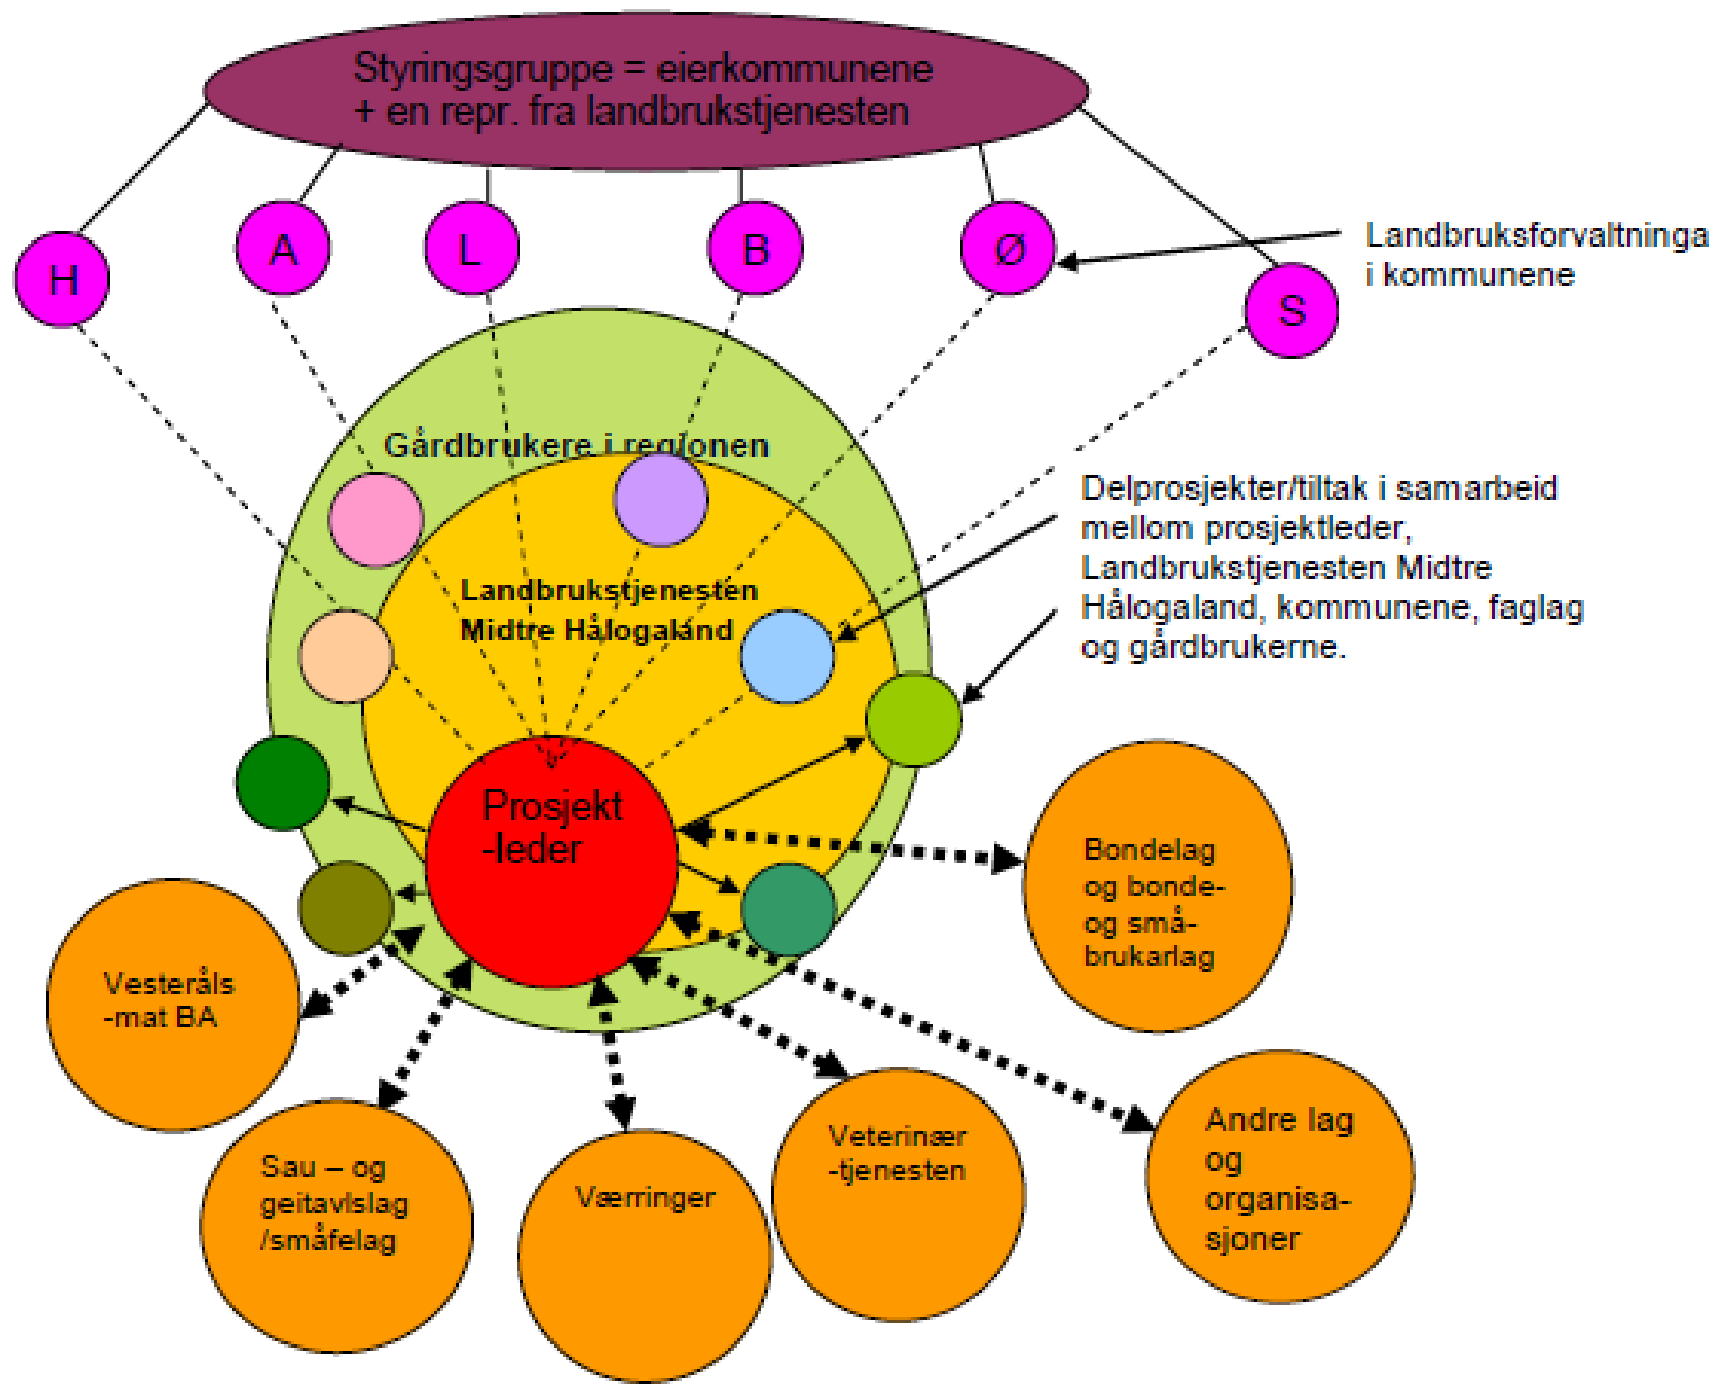 Styringsgruppe = eierkommunene
+ en repr. fra landbrukstjenesten
H
A
L
B
Ø
S
Landbruksforvaltninga
i kommunene
Gårdbrukere i regionen
Delprosjekter/tiltak i samarbeid
mellom prosjektleder,
Landbrukstjenesten Midtre
Hålogaland, kommunene, faglag
og gårdbrukerne.
Landbrukstjenesten
Midtre Hålogaland
Prosjekt
-leder
Bondelag
og bonde-
og små-
brukarlag
Vesteråls
-mat BA
Sau – og
geitavlslag
/småfelag
Værringer
Veterinær
-tjenesten
Andre lag
og
organisa-
sjoner